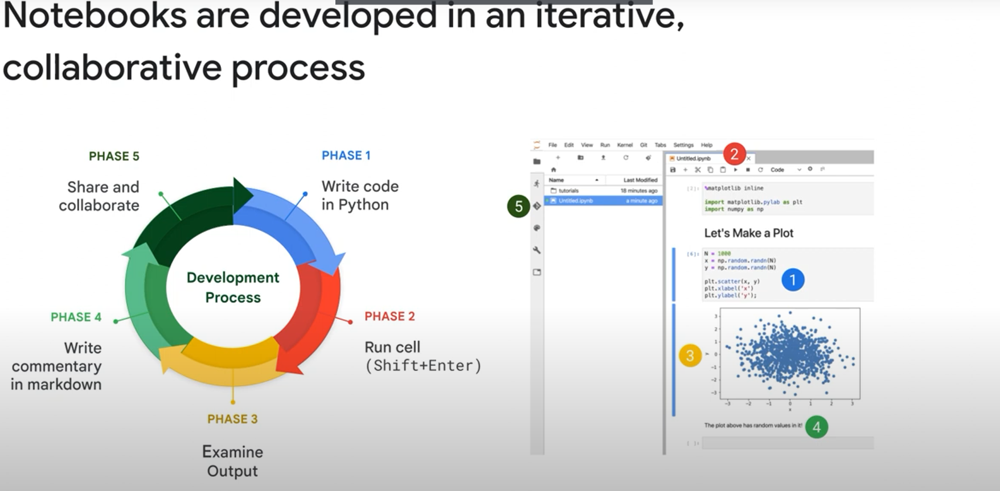 Notebooks are developed in an iterative,
collaborative process
PHASE 5
Share and
collaborate
PHASE 1
Write code
in Python
Development
Process
PHASE 4
Write
commentary
in markdown
PHASE 2
Run cell
(Shift+Enter)
PHASE 3
Examine
Output
File Edit View Run Kernel Git Tabs Settings Help
2
Untitled.ipynb
Code
Name Last Modified
tutorials 18 minutes ago
Untitled.ipynb a minute ago
5
[2]:
%matplotlib inline
import matplotlib.pylab as plt
import numpy as np
Let's Make a Plot
[6]:
N = 1000
x = np.random.randn(N)
y = np.random.randn(N)
plt.scatter(x, y)
plt.xlabel('x')
plt.ylabel('y');
1
3
3
2
1
0
-1
-2
-3
y
-3 -2 -1 0 1 2 3
x
The plot above has random values in it!
4
[ ]: